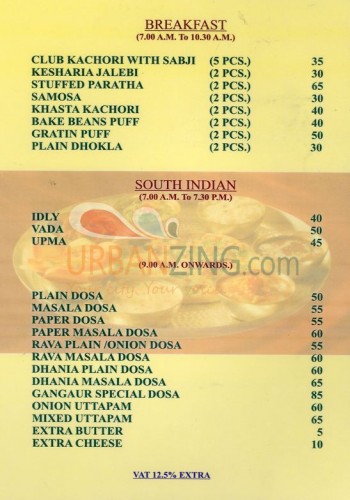 BREAKFAST
(7.00 A.M. To 10.30 A.M.)
CLUB KACHORI WITH SABJI (5 PCS.) 35
KESHARIA JALEBI (2 PCS.) 30
STUFFED PARATHA (2 PCS.) 65
SAMOSA (2 PCS.) 30
KHASTA KACHORI (2 PCS.) 40
BAKE BEANS PUFF (2 PCS.) 40
GRATIN PUFF (2 PCS.) 50
PLAIN DHOKLA (2 PCS.) 30
SOUTH INDIAN
(7.00 A.M. To 7.30 P.M.)
IDLY 40
VADA 50
UPMA 45
URBANZING.com
(9.00 A.M. ONWARDS.)
PLAIN DOSA 50
MASALA DOSA 55
PAPER DOSA 55
PAPER MASALA DOSA 60
RAVA PLAIN /ONION DOSA 55
RAVA MASALA DOSA 60
DHANIA PLAIN DOSA 60
DHANIA MASALA DOSA 65
GANGAUR SPECIAL DOSA 85
ONION UTTAPAM 60
MIXED UTTAPAM 65
EXTRA BUTTER 5
EXTRA CHEESE 10
VAT 12.5% EXTRA